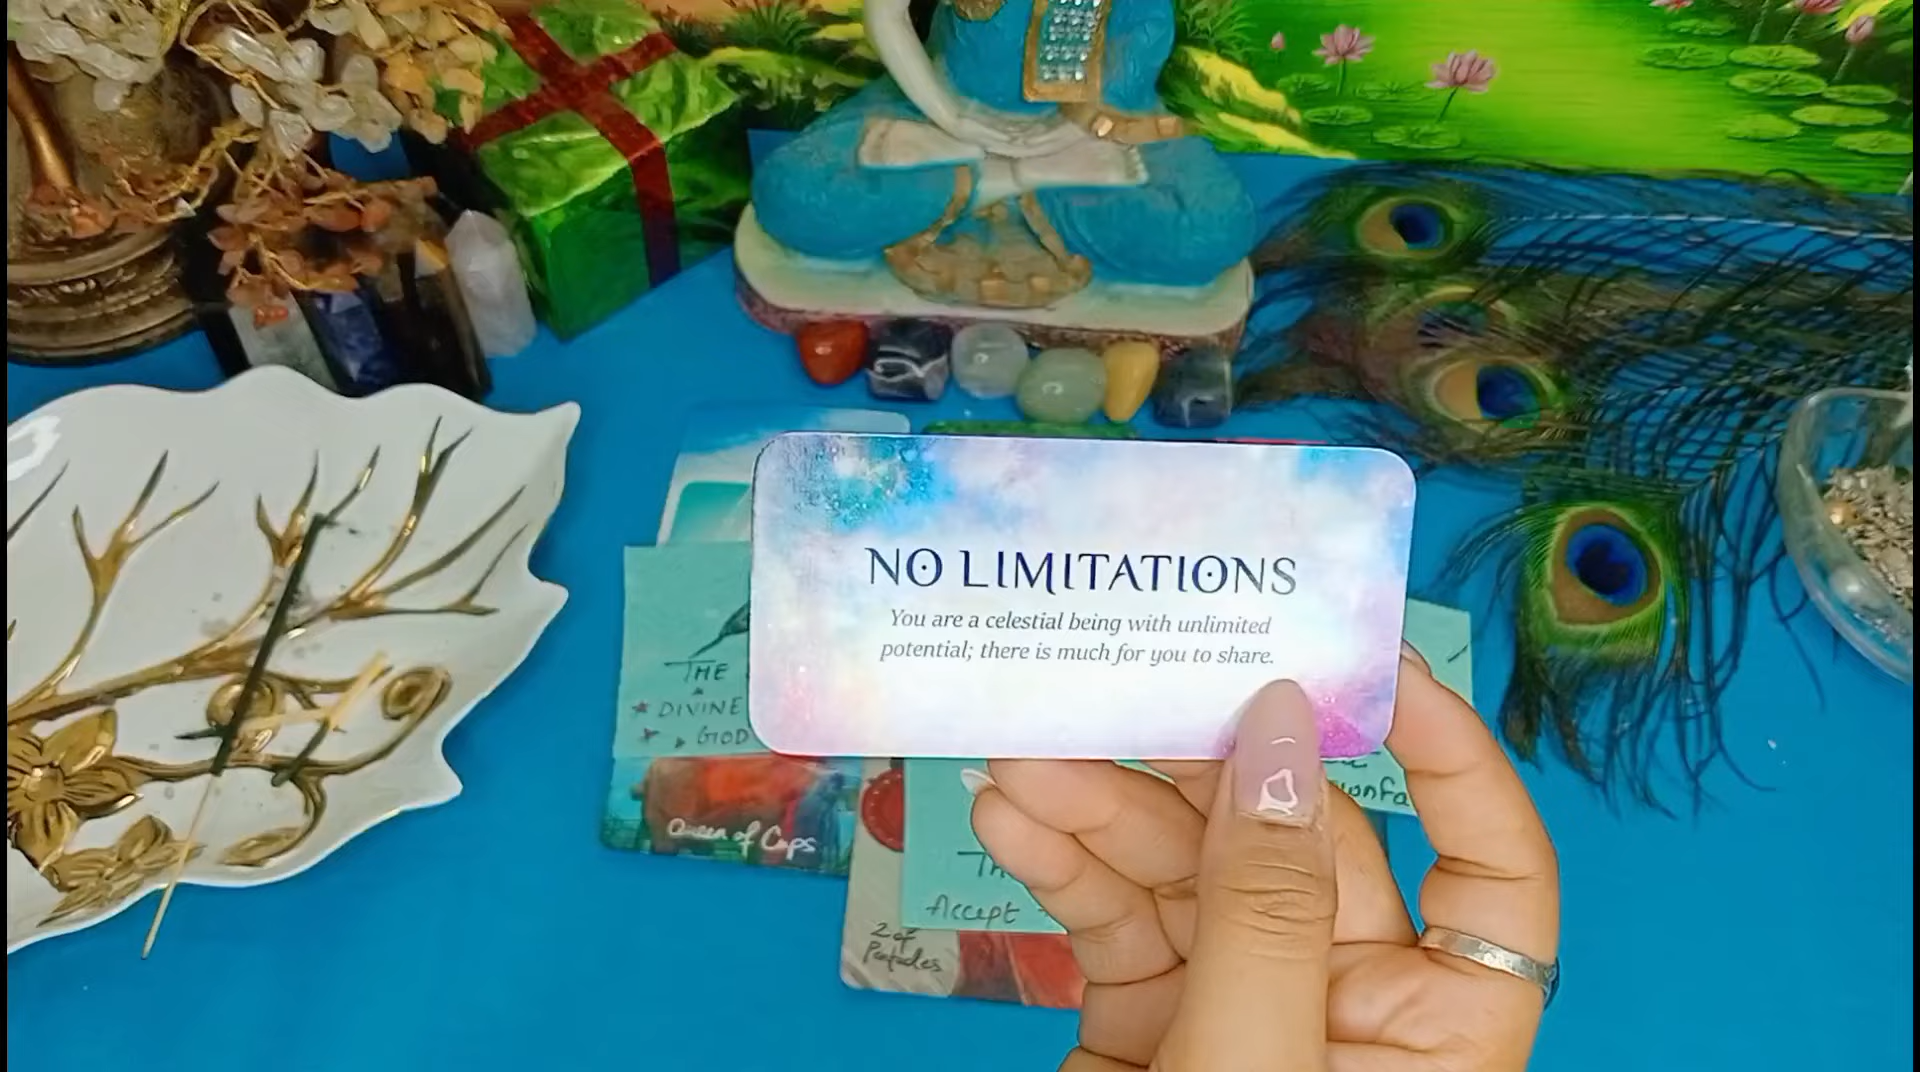 NO LIMITATIONS
You are a celestial being with unlimited
potential; there is much for you to share.
THE
DIVINE
GOD
Queen of Cups
Accept
2 of
Pentacles